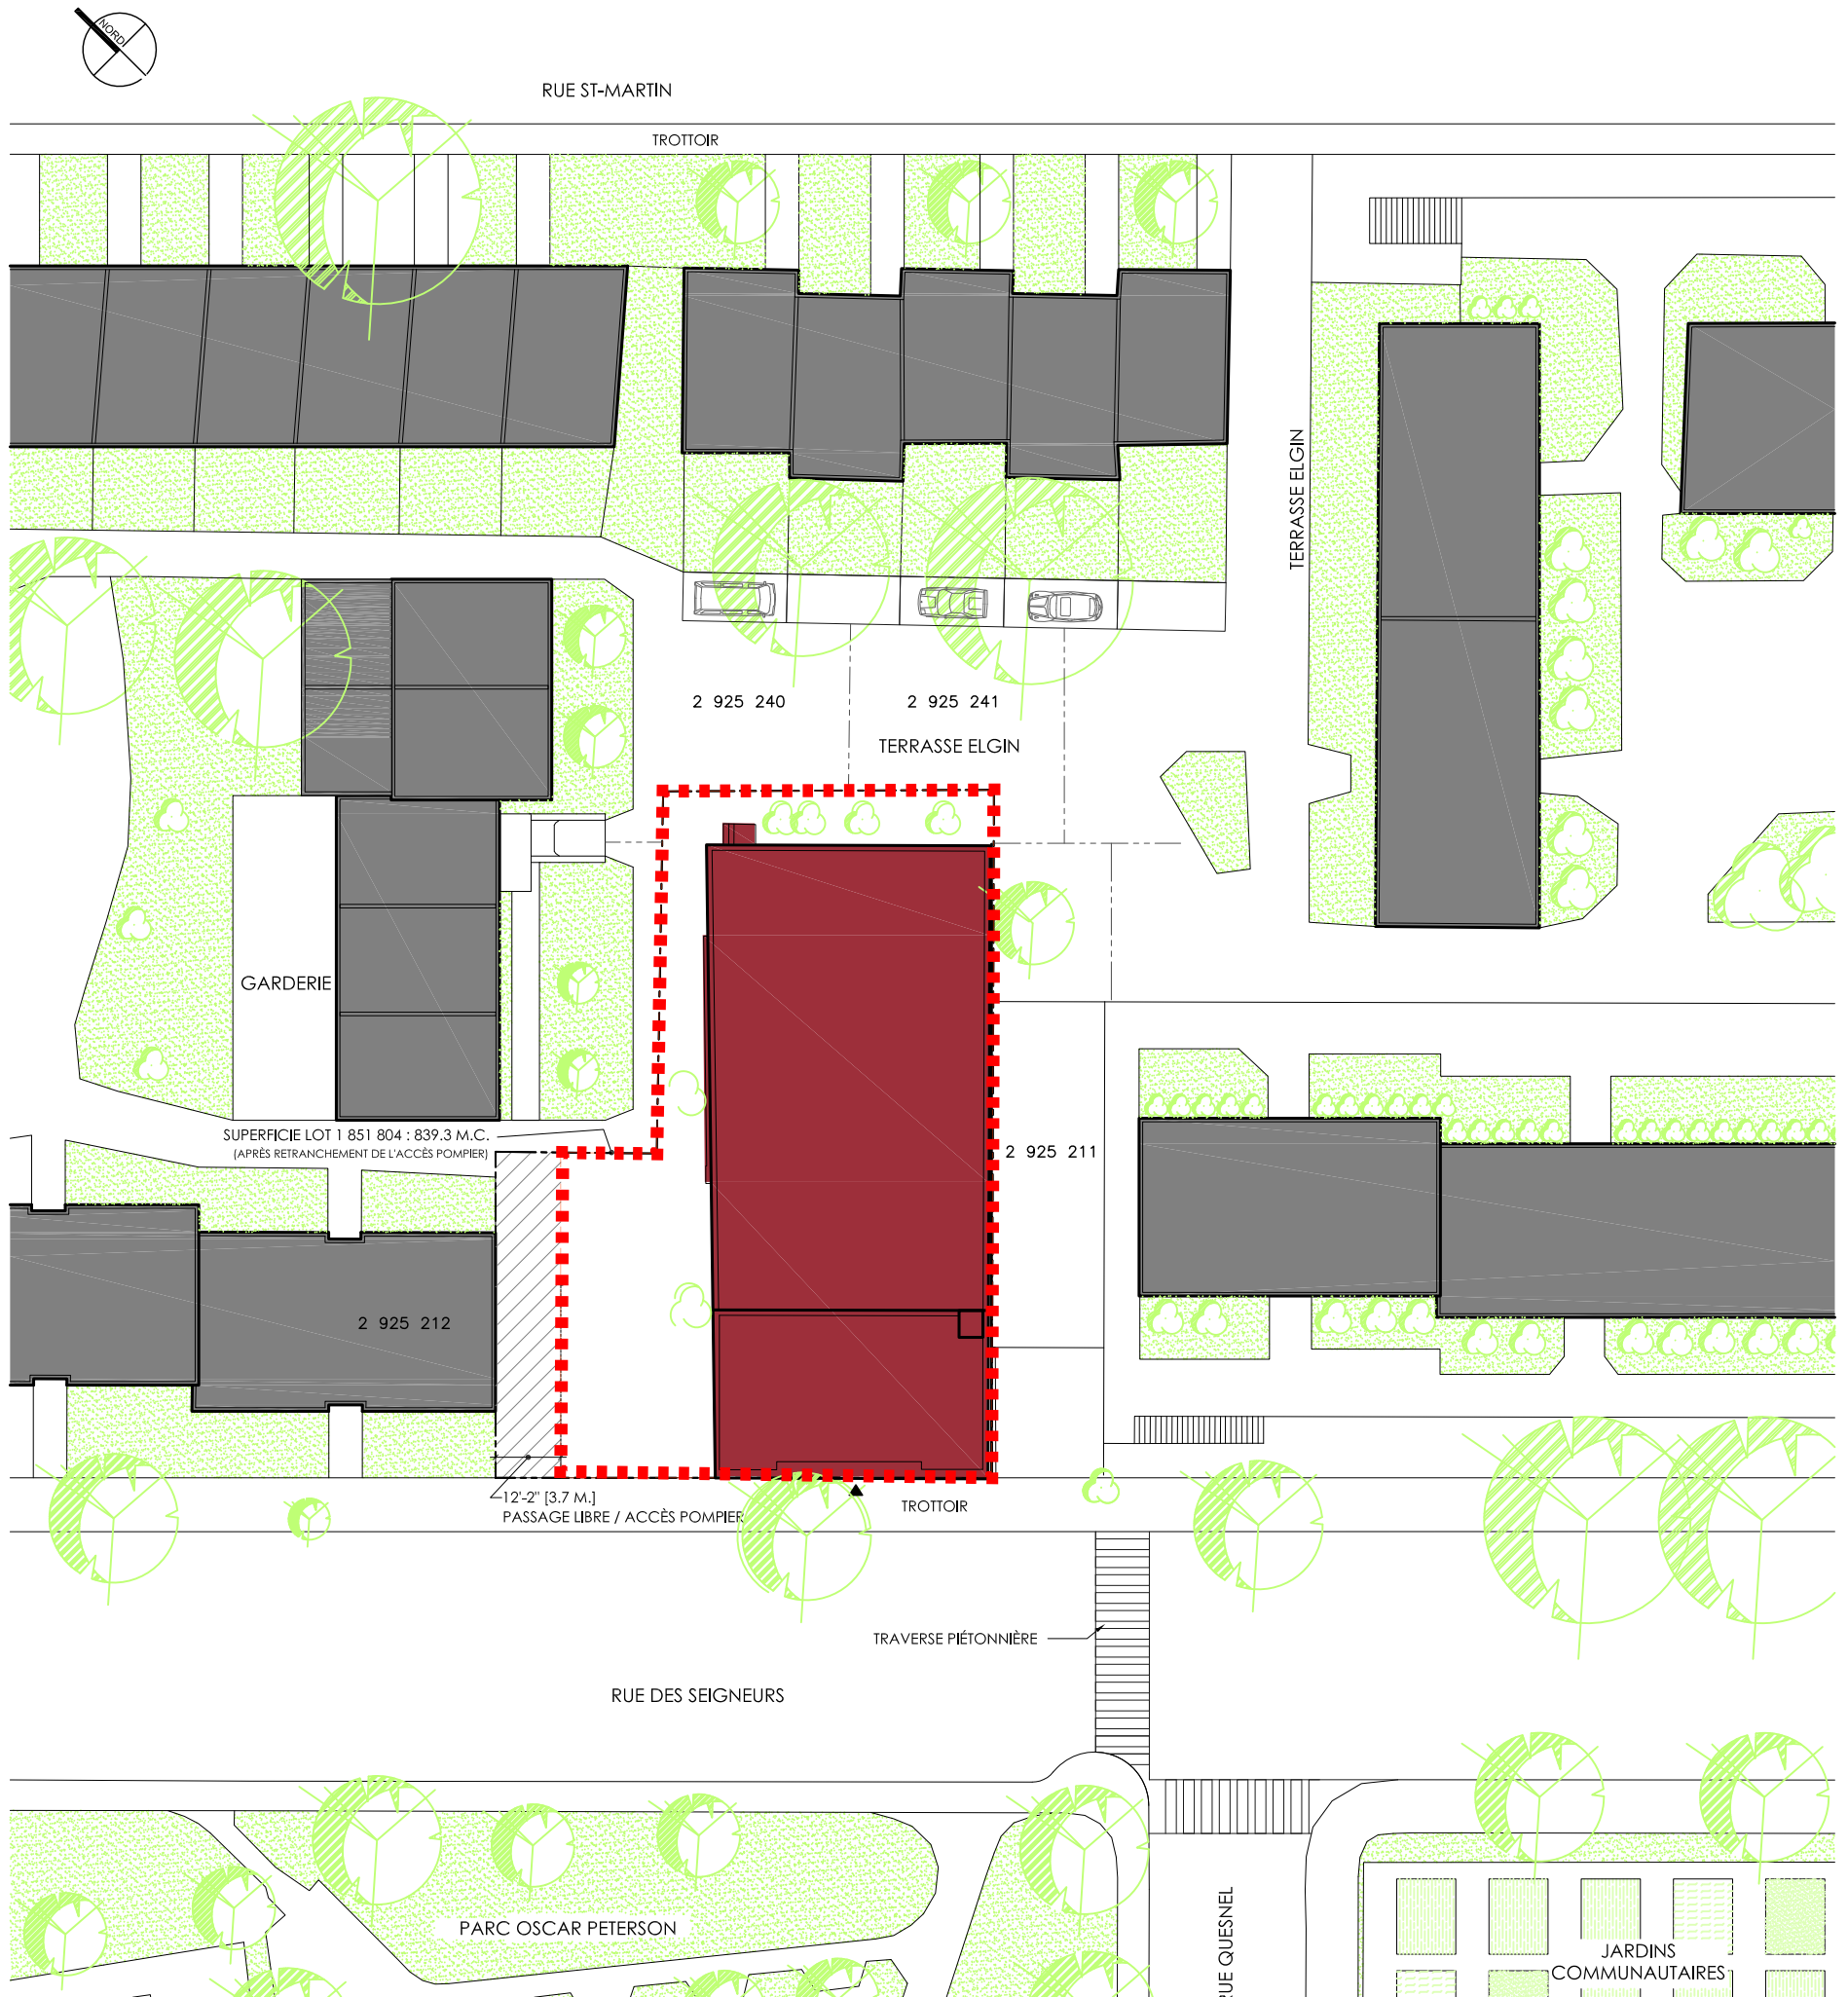 NORD
RUE ST-MARTIN
TROTTOIR
TERRASSE ELGIN
2 925 240
2 925 241
TERRASSE ELGIN
GARDERIE
SUPERFICIE LOT 1 851 804 : 839.3 M.C.
(APRÈS RETRANCHEMENT DE L'ACCÈS POMPIER)
2 925 211
2 925 212
12'-2" [3.7 M.]
PASSAGE LIBRE / ACCÈS POMPIER
TROTTOIR
TRAVERSE PIÉTONNIÈRE
RUE DES SEIGNEURS
PARC OSCAR PETERSON
RUE QUESNEL
JARDINS
COMMUNAUTAIRES